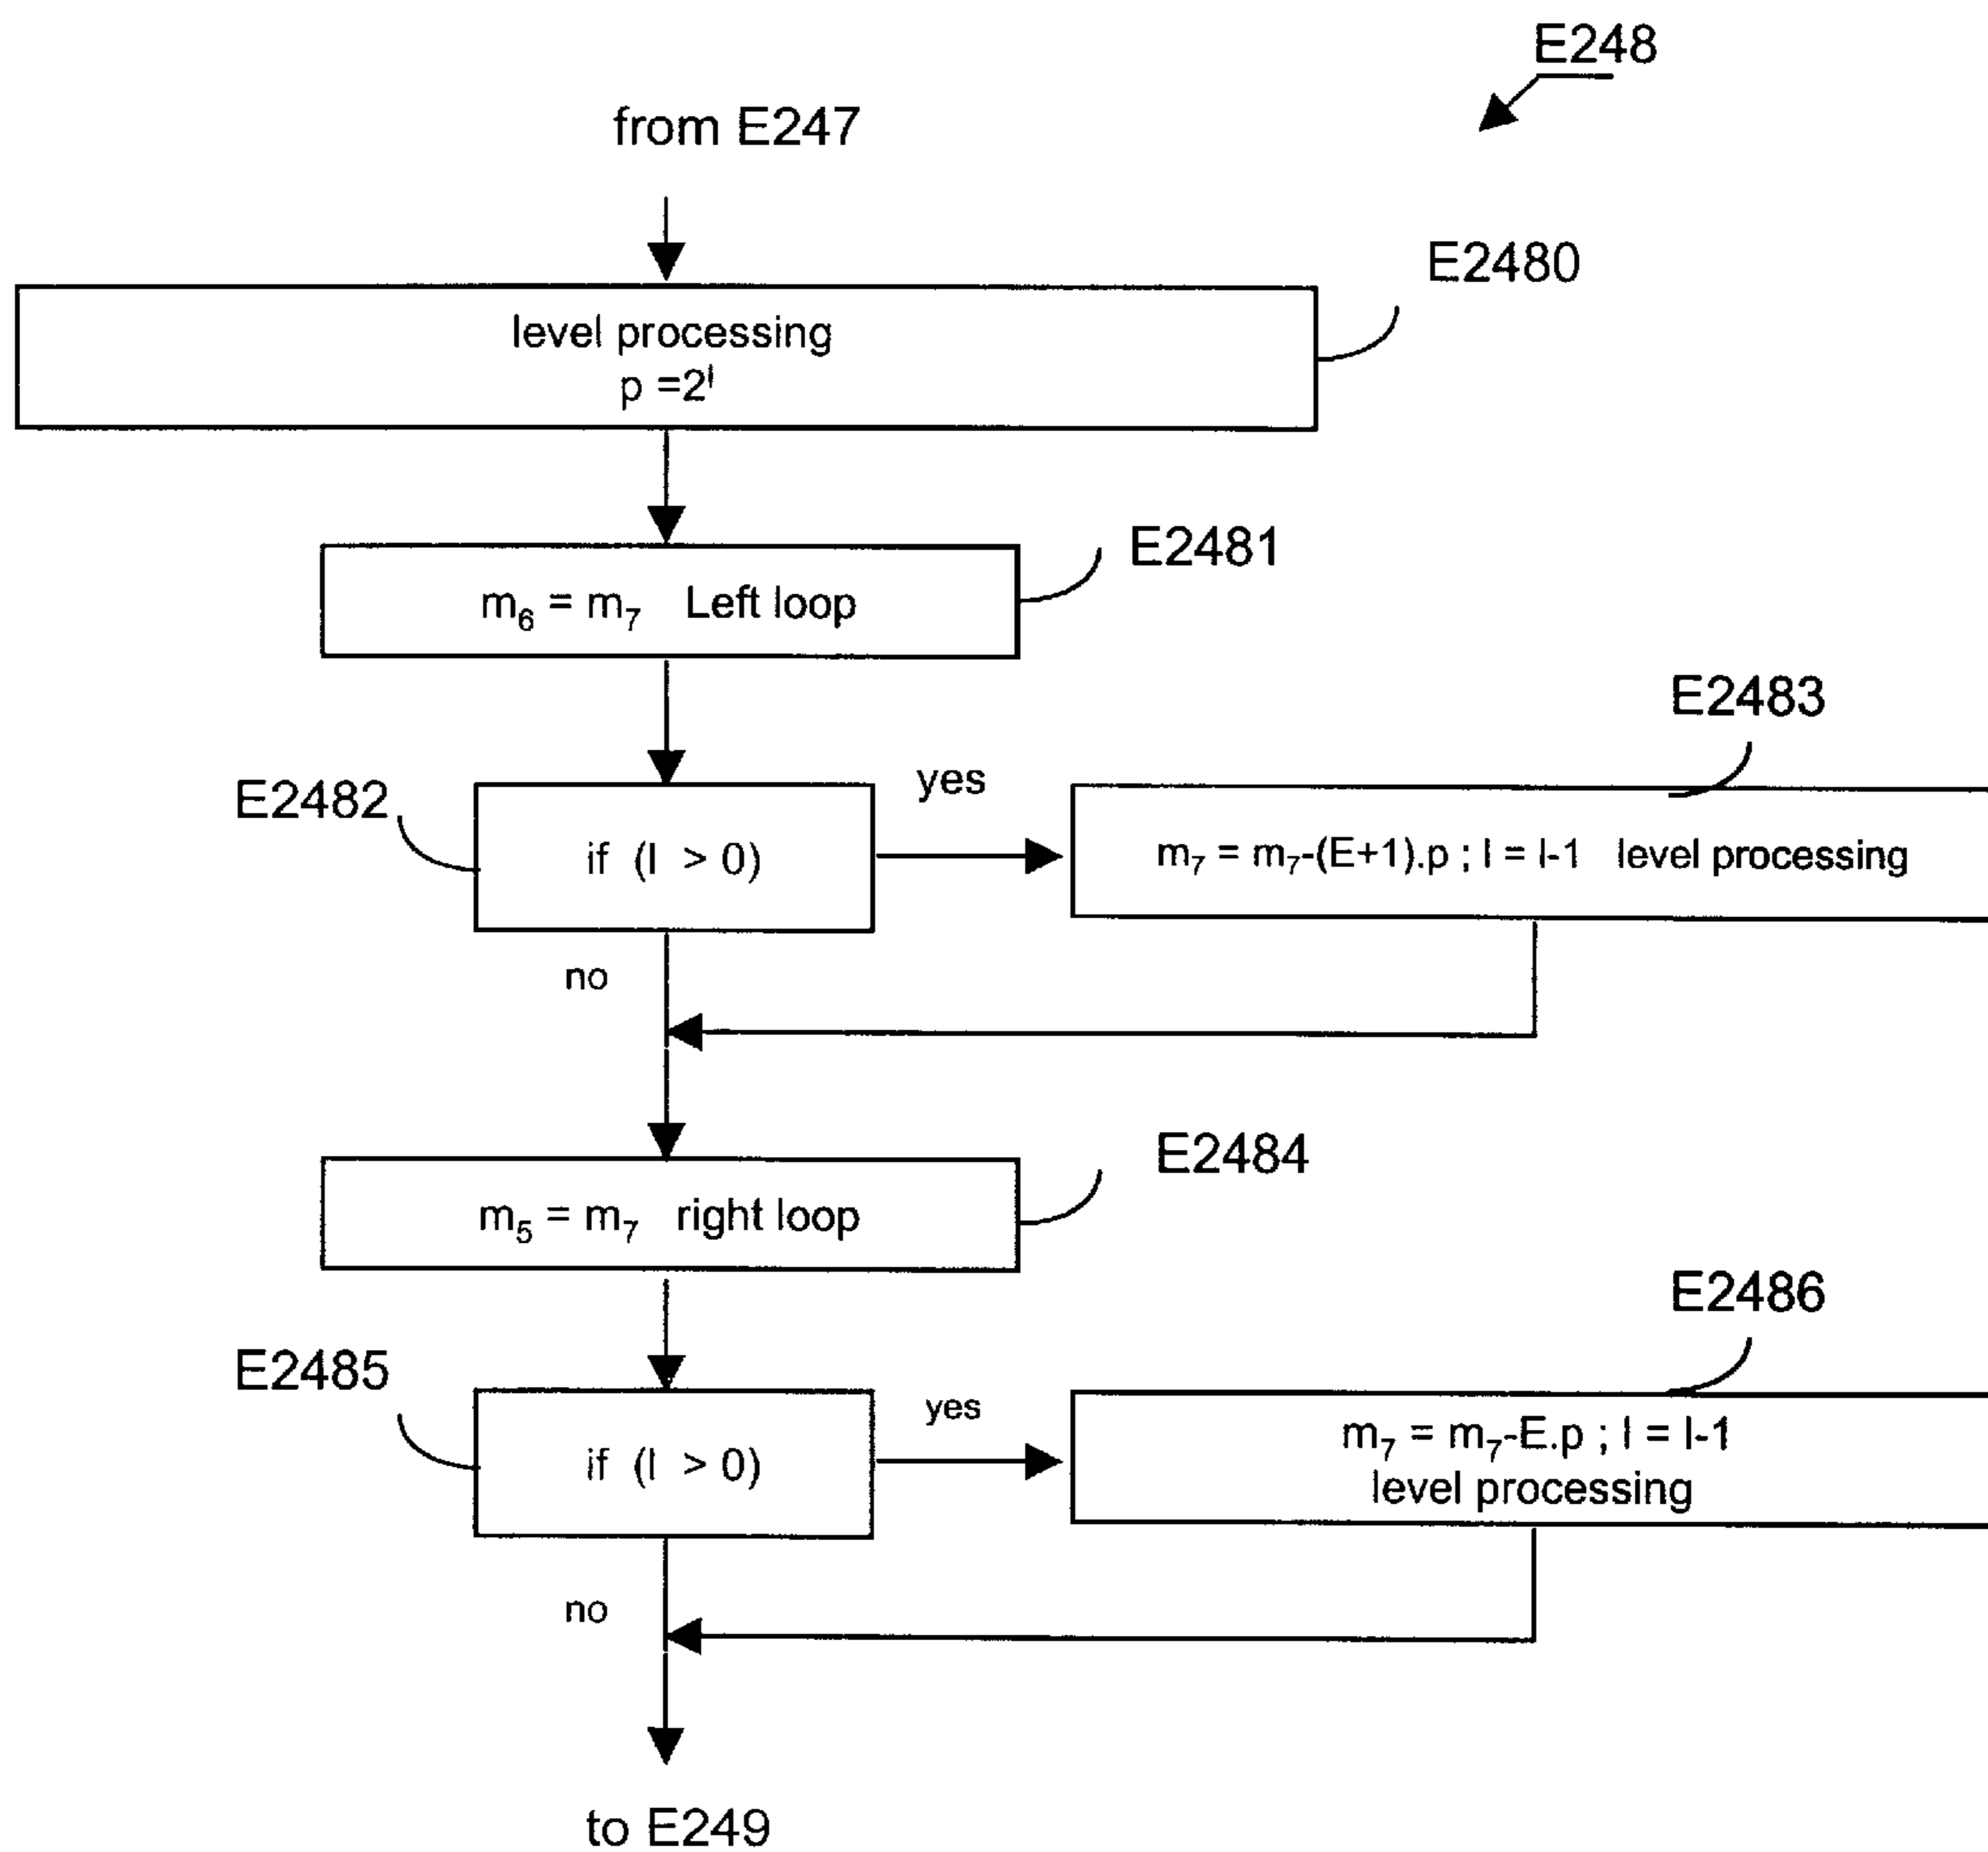 E248
from E247
E2480
level processing
p =2^l
E2481
m₆ = m₇ Left loop
E2483
E2482
yes
if (l > 0)
m₇ = m₇-(E+1).p ; l = l-1 level processing
no
E2484
m₅ = m₇ right loop
E2486
E2485
yes
if (l > 0)
m₇ = m₇-E.p ; l = l-1
level processing
no
to E249